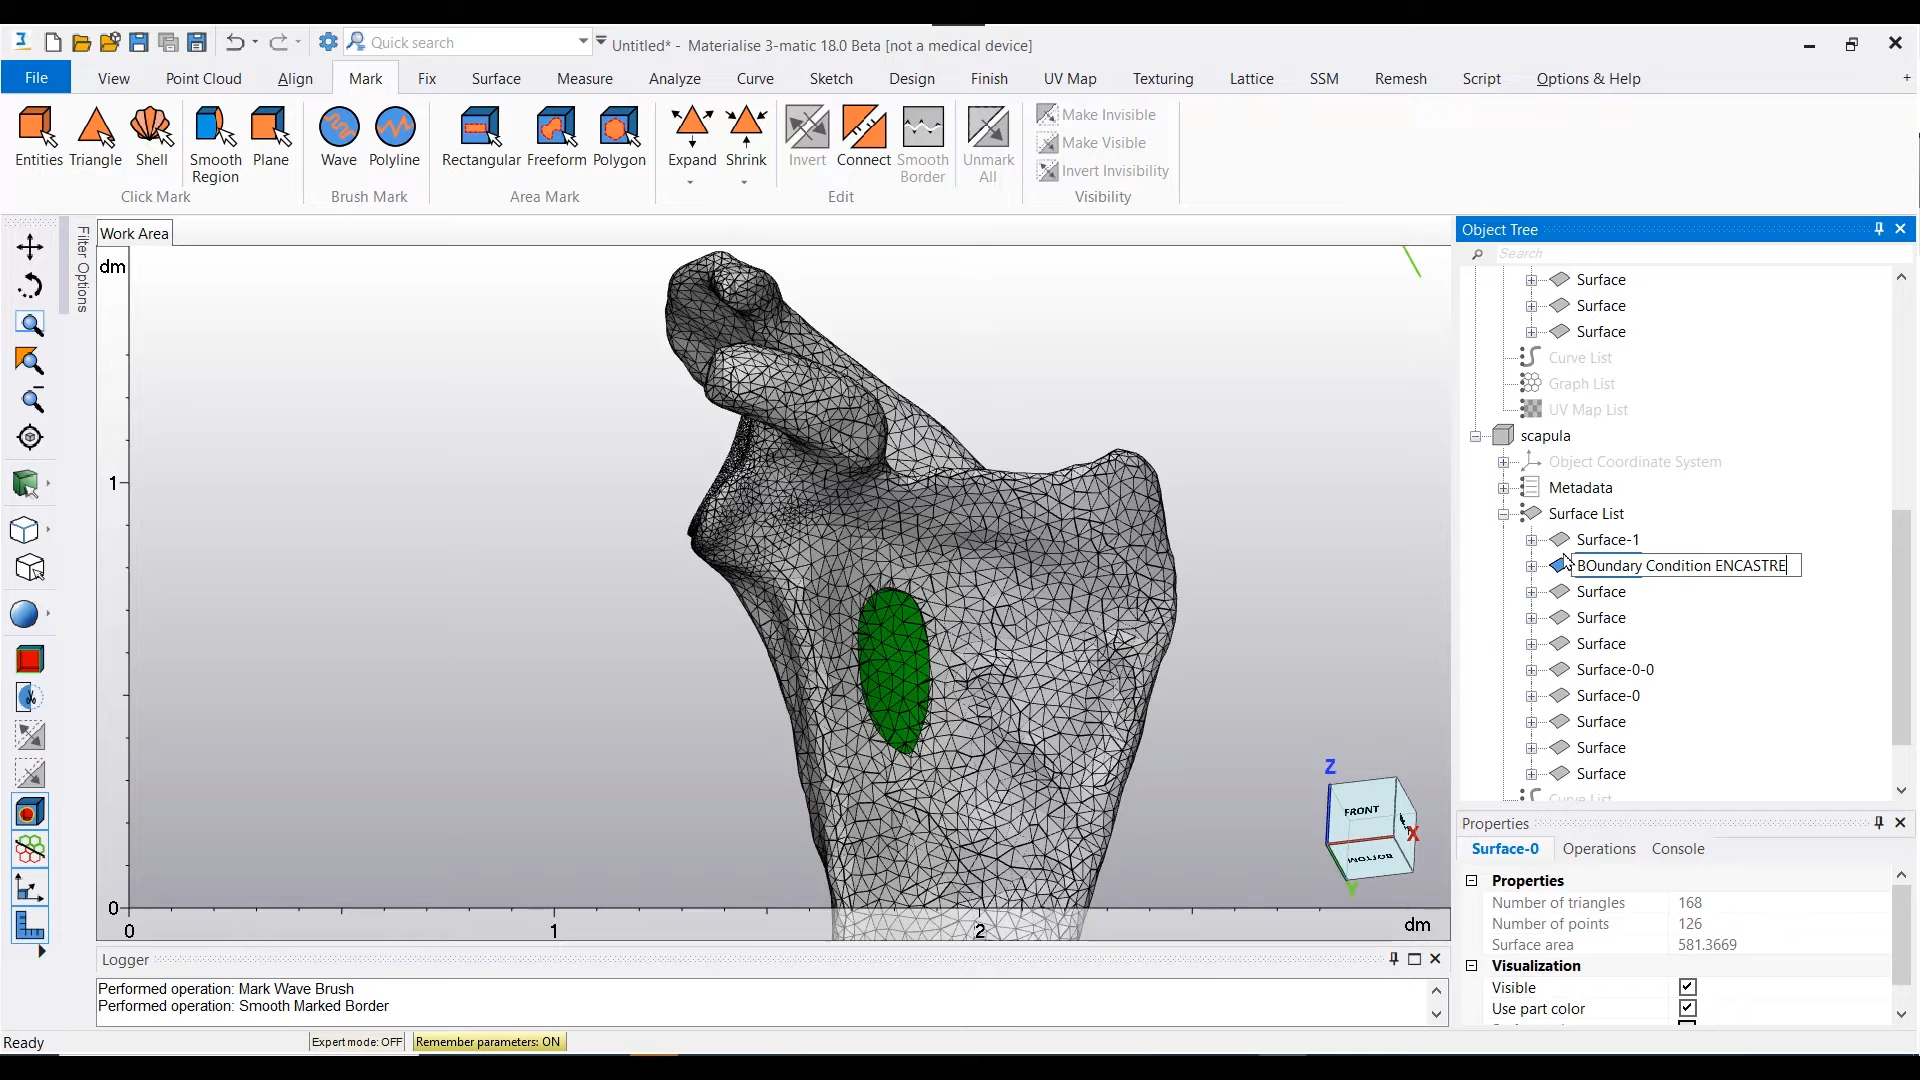 Quick search
Untitled* - Materialise 3-matic 18.0 Beta [not a medical device]
File View Point Cloud Align Mark Fix Surface Measure Analyze Curve Sketch Design Finish UV Map Texturing Lattice SSM Remesh Script Options & Help
Entities Triangle Shell Smooth Region Plane Wave Polyline Rectangular Freeform Polygon Expand Shrink Invert Connect Smooth Border Unmark All
Make Invisible
Make Visible
Invert Invisibility
Click Mark Brush Mark Area Mark Edit Visibility
Filter Options
Work Area
dm
1
0
0 1 2 dm
Z
FRONT
X
BOTTOM
Y
Object Tree
Search
Surface
Surface
Surface
Curve List
Graph List
UV Map List
scapula
Object Coordinate System
Metadata
Surface List
Surface-1
BOundary Condition ENCASTRE
Surface
Surface
Surface
Surface-0-0
Surface-0
Surface
Surface
Surface
Curve List
Properties
Surface-0 Operations Console
Properties
Number of triangles 168
Number of points 126
Surface area 581.3669
Visualization
Visible
Use part color
Logger
Performed operation: Mark Wave Brush
Performed operation: Smooth Marked Border
Ready Expert mode: OFF Remember parameters: ON